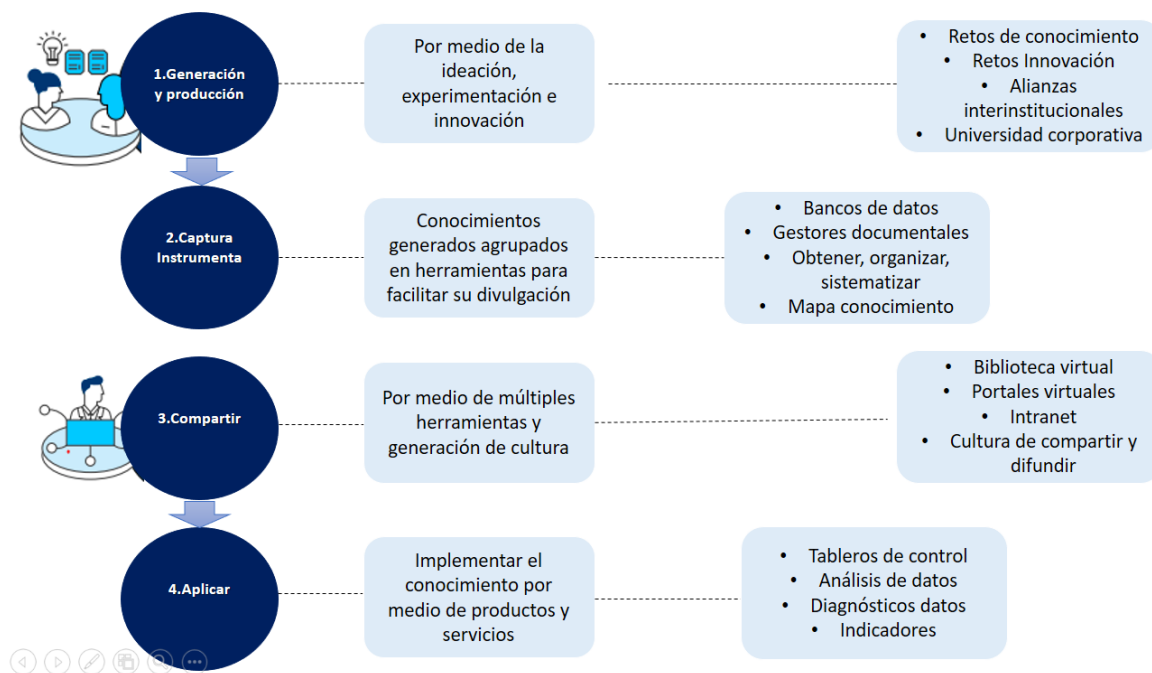 1.Generación
y producción
Por medio de la
ideación,
experimentación e
innovación
• Retos de conocimiento
• Retos Innovación
• Alianzas
interinstitucionales
• Universidad corporativa
2.Captura
Instrumenta
Conocimientos
generados agrupados
en herramientas para
facilitar su divulgación
• Bancos de datos
• Gestores documentales
• Obtener, organizar,
sistematizar
• Mapa conocimiento
3.Compartir
Por medio de múltiples
herramientas y
generación de cultura
• Biblioteca virtual
• Portales virtuales
• Intranet
• Cultura de compartir y
difundir
4.Aplicar
Implementar el
conocimiento por
medio de productos y
servicios
• Tableros de control
• Análisis de datos
• Diagnósticos datos
• Indicadores